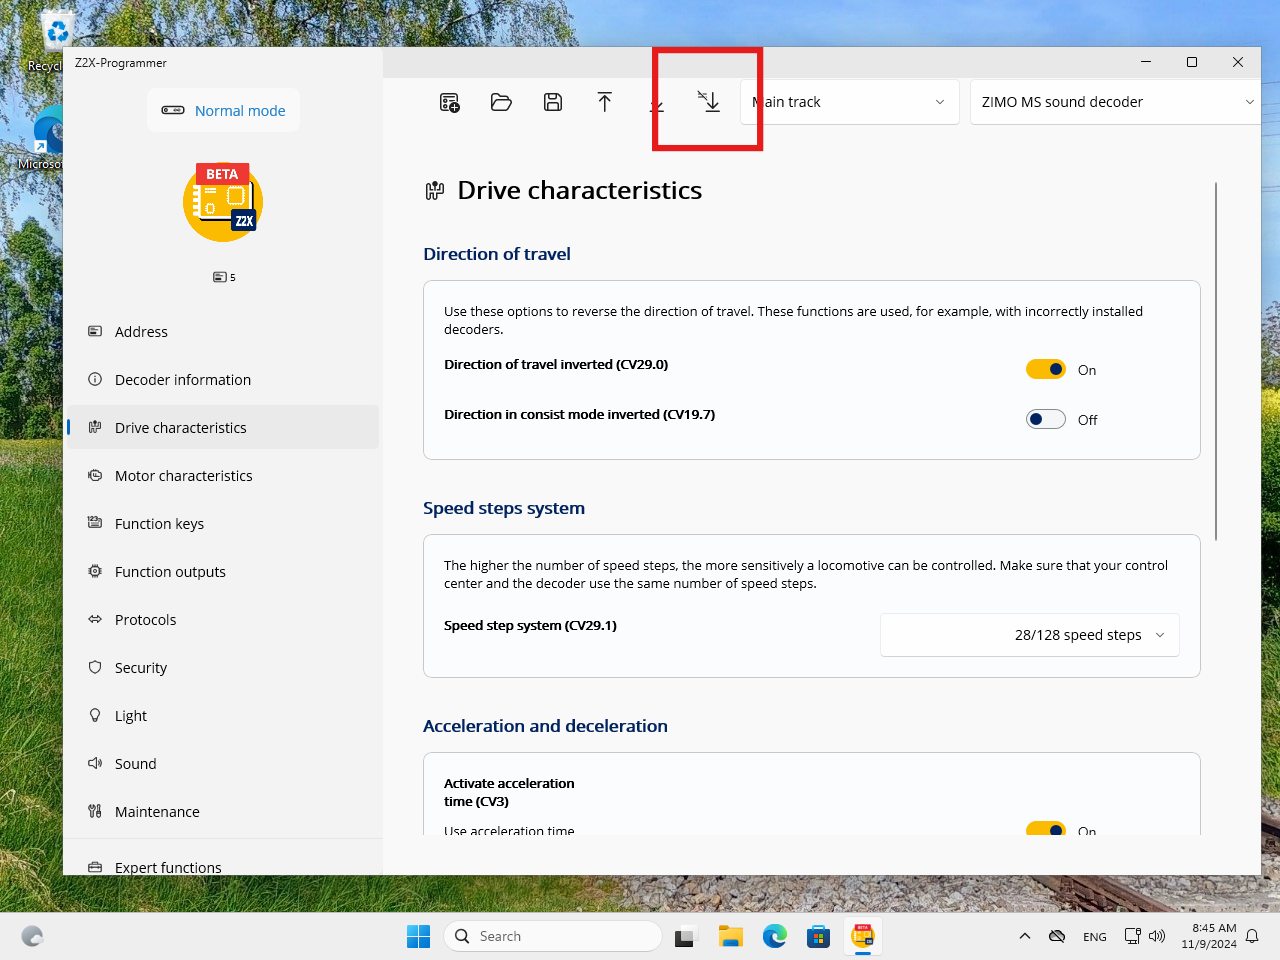 Recycl
Microsof
Z2X-Programmer
Normal mode
BETA
Z2X
5
Address
Decoder information
Drive characteristics
Motor characteristics
Function keys
Function outputs
Protocols
Security
Light
Sound
Maintenance
Expert functions
Main track
ZIMO MS sound decoder
Drive characteristics
Direction of travel
Use these options to reverse the direction of travel. These functions are used, for example, with incorrectly installed
decoders.
Direction of travel inverted (CV29.0)
On
Direction in consist mode inverted (CV19.7)
Off
Speed steps system
The higher the number of speed steps, the more sensitively a locomotive can be controlled. Make sure that your control
center and the decoder use the same number of speed steps.
Speed step system (CV29.1)
28/128 speed steps
Acceleration and deceleration
Activate acceleration
time (CV3)
Use acceleration time
On
Search
BETA
ENG
8:45 AM
11/9/2024